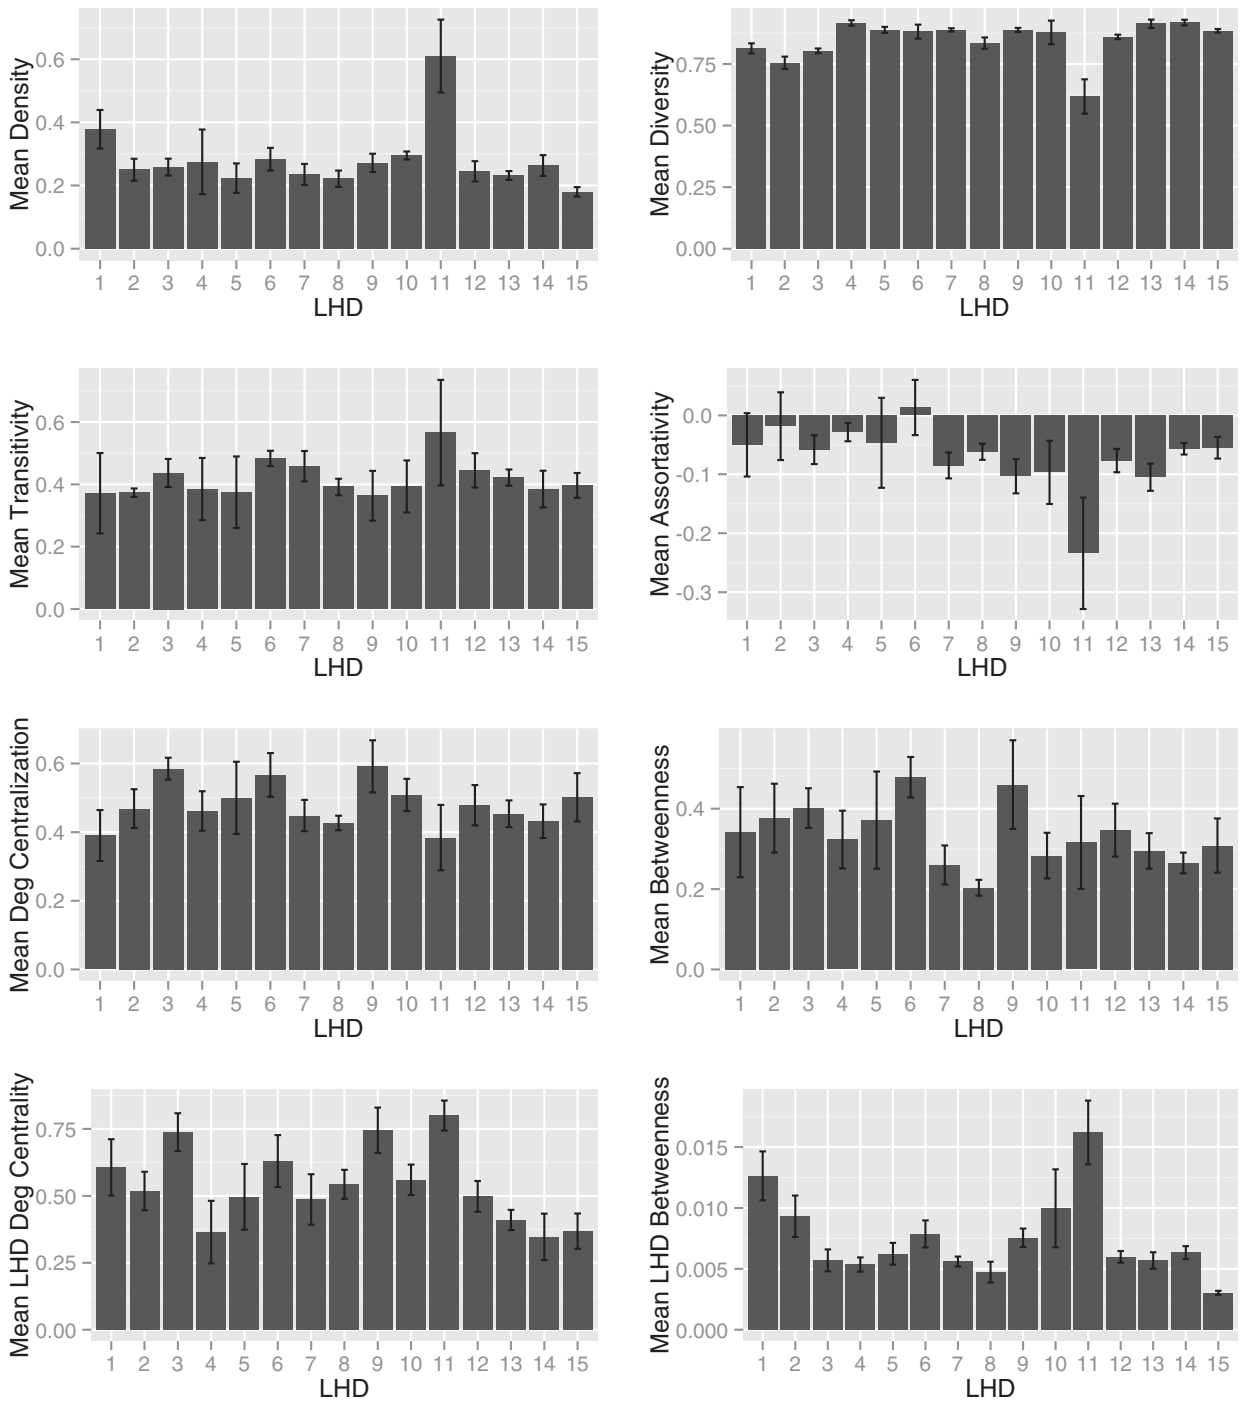 Mean Density
0.6
0.4
0.2
0.0
1 2 3 4 5 6 7 8 9 10 11 12 13 14 15
LHD
Mean Diversity
0.75
0.50
0.25
0.00
1 2 3 4 5 6 7 8 9 10 11 12 13 14 15
LHD
Mean Transitivity
0.6
0.4
0.2
0.0
1 2 3 4 5 6 7 8 9 10 11 12 13 14 15
LHD
Mean Assortativity
0.0
-0.1
-0.2
-0.3
1 2 3 4 5 6 7 8 9 10 11 12 13 14 15
LHD
Mean Deg Centralization
0.6
0.4
0.2
0.0
1 2 3 4 5 6 7 8 9 10 11 12 13 14 15
LHD
Mean Betweenness
0.4
0.2
0.0
1 2 3 4 5 6 7 8 9 10 11 12 13 14 15
LHD
Mean LHD Deg Centrality
0.75
0.50
0.25
0.00
1 2 3 4 5 6 7 8 9 10 11 12 13 14 15
LHD
Mean LHD Betweenness
0.015
0.010
0.005
0.000
1 2 3 4 5 6 7 8 9 10 11 12 13 14 15
LHD